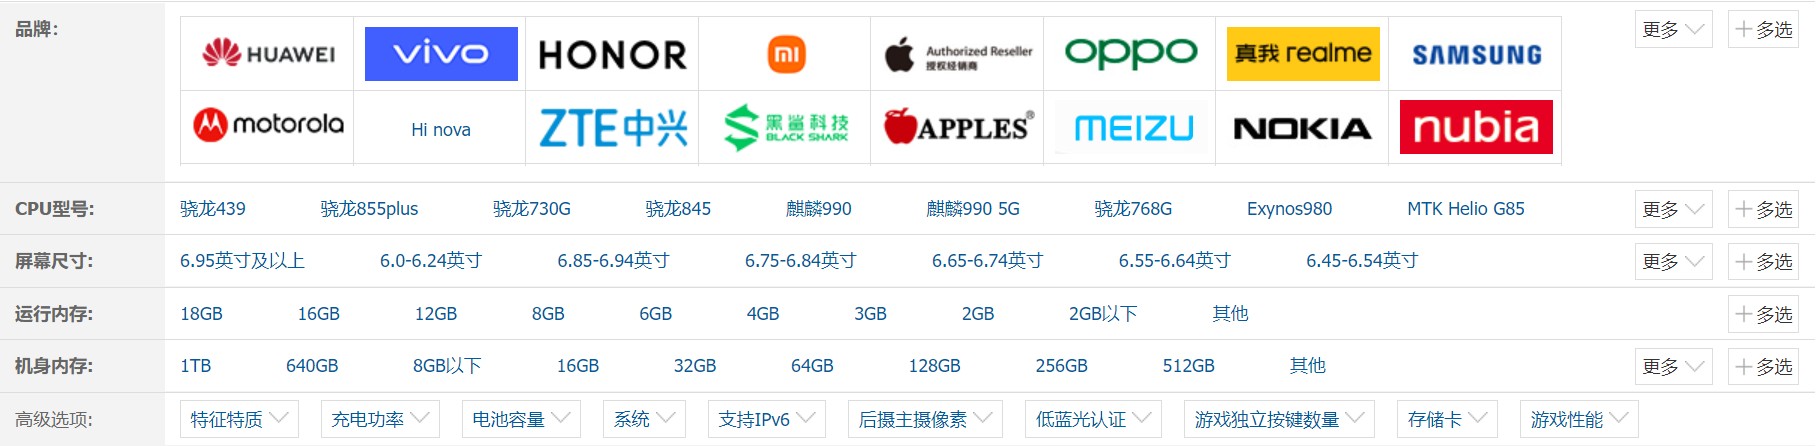 品牌: HUAWEI vivo HONOR mi Authorized Reseller 授权经销商 oppo 真我 realme SAMSUNG 更多 多选
motorola Hi nova ZTE中兴 黑鲨科技 BLACK SHARK APPLES® MEIZU NOKIA nubia
CPU型号: 骁龙439 骁龙855plus 骁龙730G 骁龙845 麒麟990 麒麟990 5G 骁龙768G Exynos980 MTK Helio G85 更多 多选
屏幕尺寸: 6.95英寸及以上 6.0-6.24英寸 6.85-6.94英寸 6.75-6.84英寸 6.65-6.74英寸 6.55-6.64英寸 6.45-6.54英寸 更多 多选
运行内存: 18GB 16GB 12GB 8GB 6GB 4GB 3GB 2GB 2GB以下 其他 多选
机身内存: 1TB 640GB 8GB以下 16GB 32GB 64GB 128GB 256GB 512GB 其他 更多 多选
高级选项: 特征特质 充电功率 电池容量 系统 支持IPv6 后摄主摄像素 低蓝光认证 游戏独立按键数量 存储卡 游戏性能